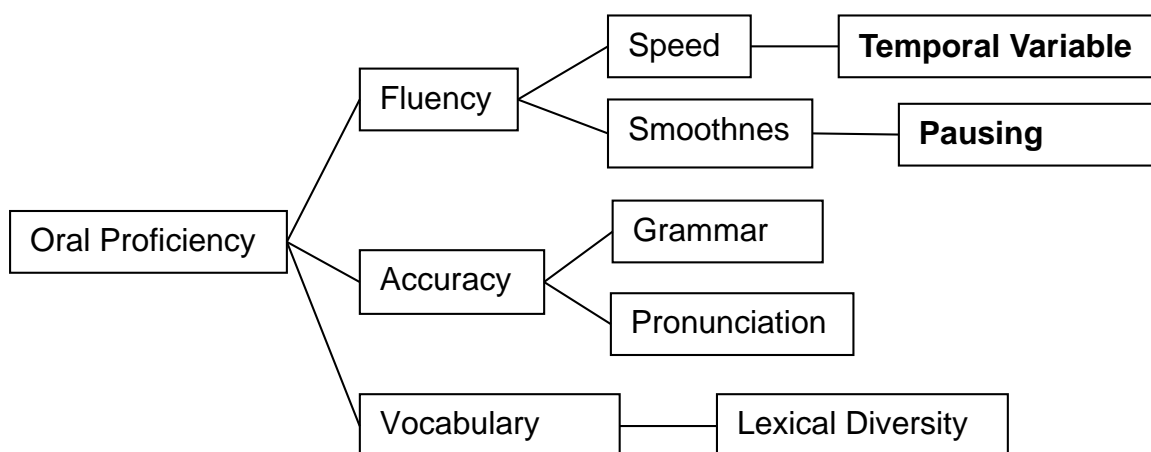 Speed
Temporal Variable
Fluency
Smoothnes
Pausing
Oral Proficiency
Grammar
Accuracy
Pronunciation
Vocabulary
Lexical Diversity